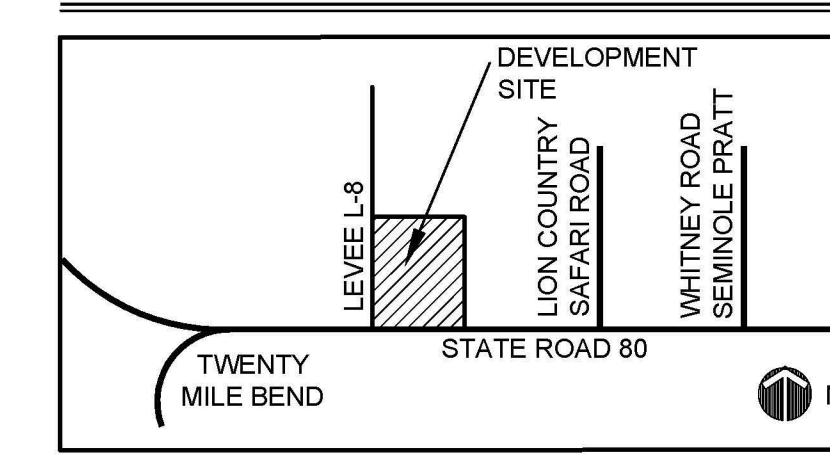 DEVELOPMENT
SITE
LEVEE L-8
LION COUNTRY
SAFARI ROAD
WHITNEY ROAD
SEMINOLE PRATT
STATE ROAD 80
TWENTY
MILE BEND